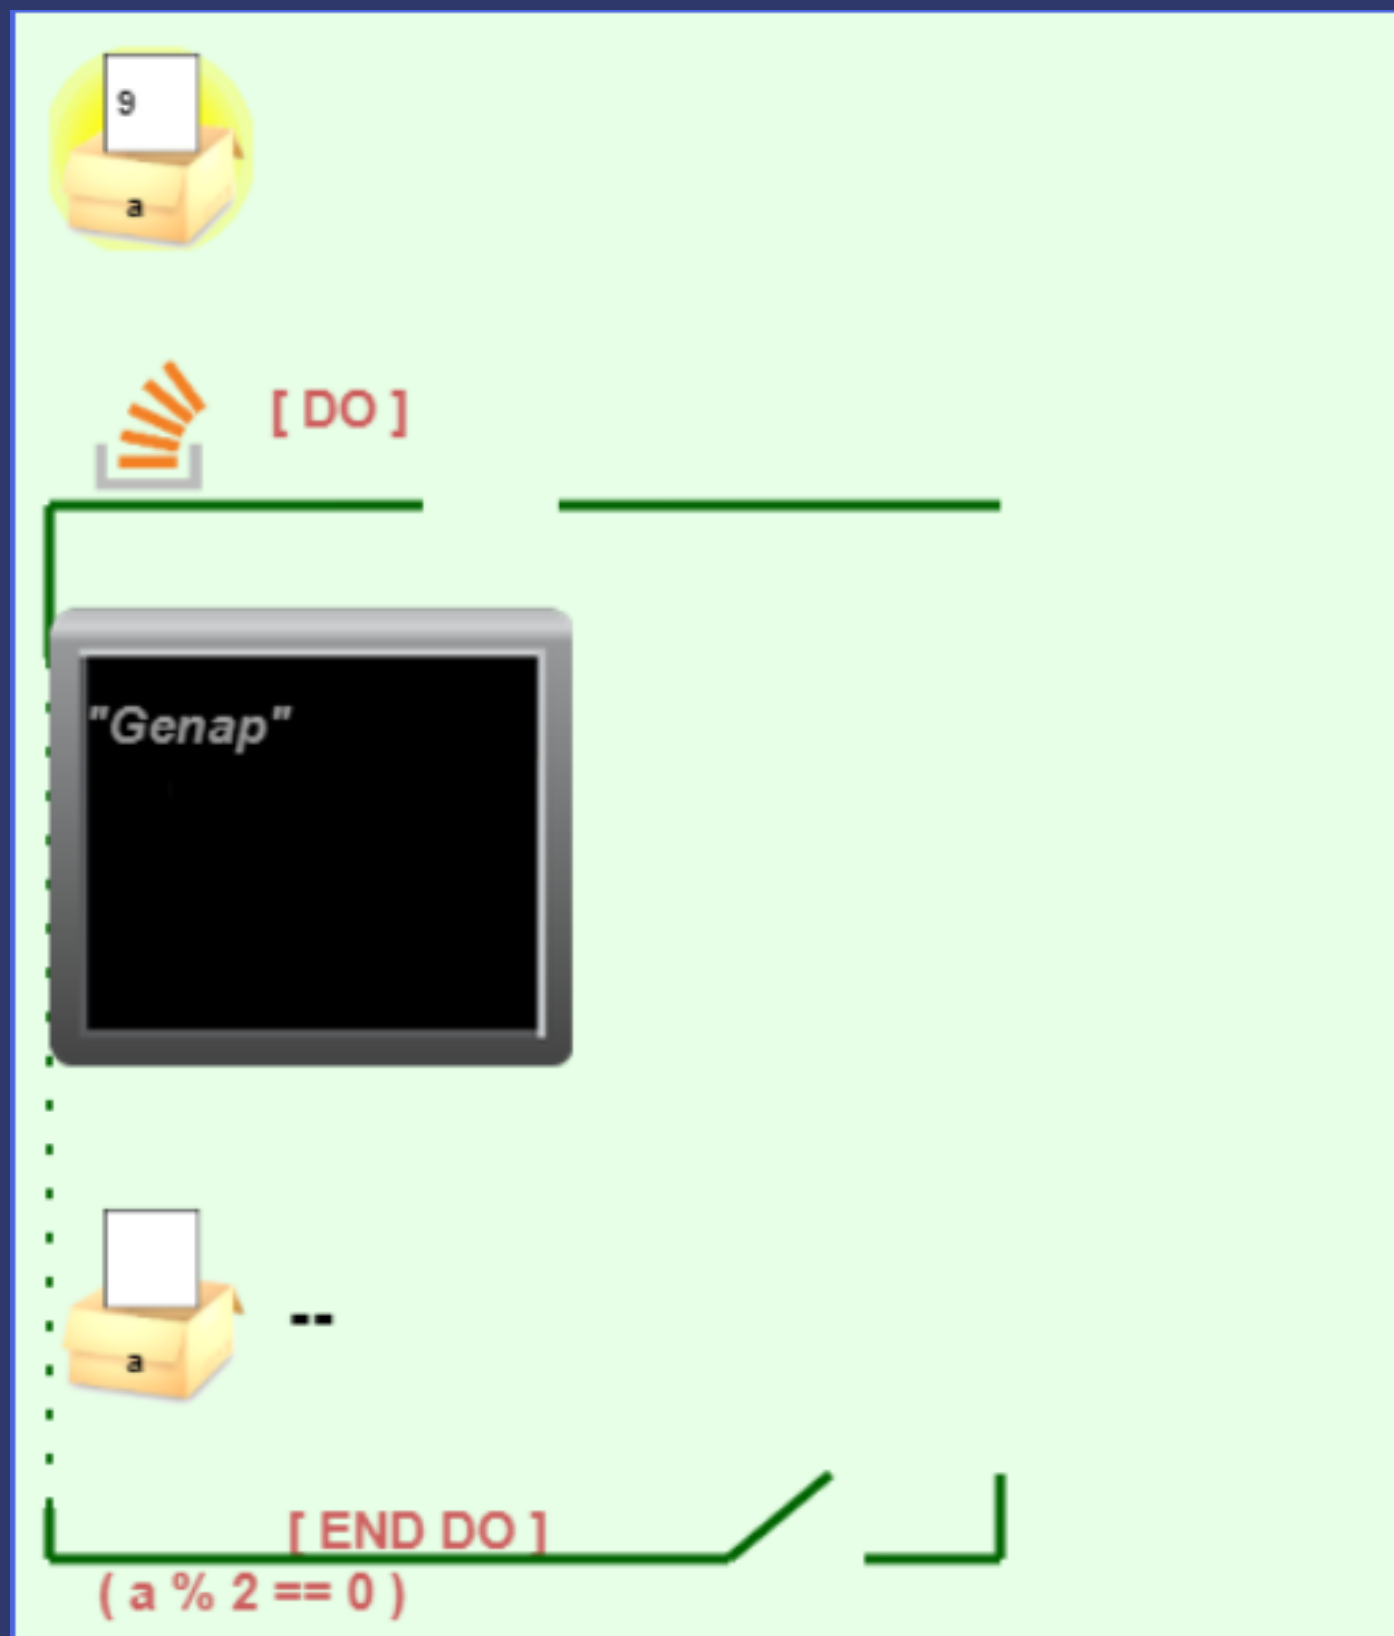 9
a
[ DO ]
"Genap"
a
--
[ END DO ]
( a % 2 == 0 )